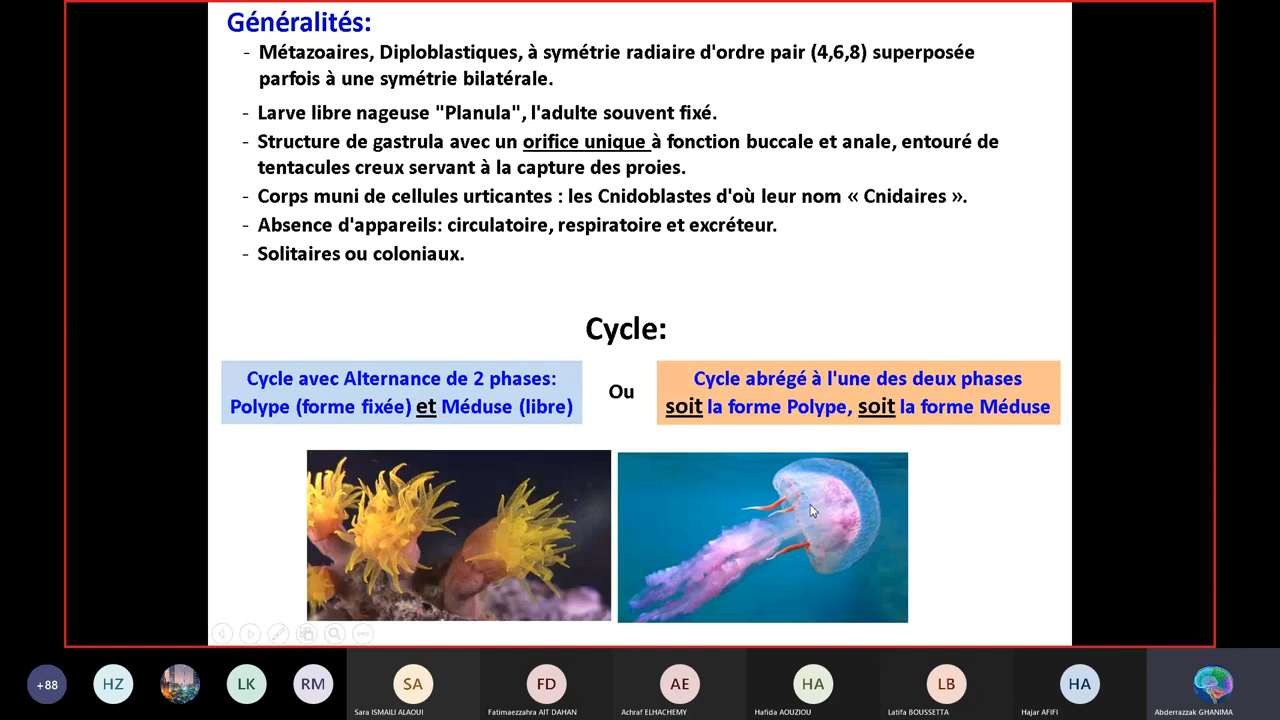 Généralités:
- Métazoaires, Diploblastiques, à symétrie radiaire d'ordre pair (4,6,8) superposée
parfois à une symétrie bilatérale.
- Larve libre nageuse "Planula", l'adulte souvent fixé.
- Structure de gastrula avec un orifice unique à fonction buccale et anale, entouré de
tentacules creux servant à la capture des proies.
- Corps muni de cellules urticantes : les Cnidoblastes d'où leur nom « Cnidaires ».
- Absence d'appareils: circulatoire, respiratoire et excréteur.
- Solitaires ou coloniaux.
Cycle:
Cycle avec Alternance de 2 phases:
Polype (forme fixée) et Méduse (libre)
Ou
Cycle abrégé à l'une des deux phases
soit la forme Polype, soit la forme Méduse
+88 HZ LK RM SA FD AE HA LB HA
Sara ISMAILI ALAOUI Fatimaezzahra AIT DAHAN Achraf ELHACHEMY Hafida AOUZIOU Latifa BOUSSETTA Hajar AFIFI Abderrazzak GHANIMA